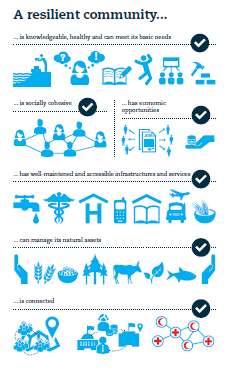 A resilient community...
... is knowledgeable, healthy and can meet its basic needs
... is socially cohesive
... has economic
opportunities
... has well-maintened and accessible infrastructures and services
... can manage its natural assets
... is connected